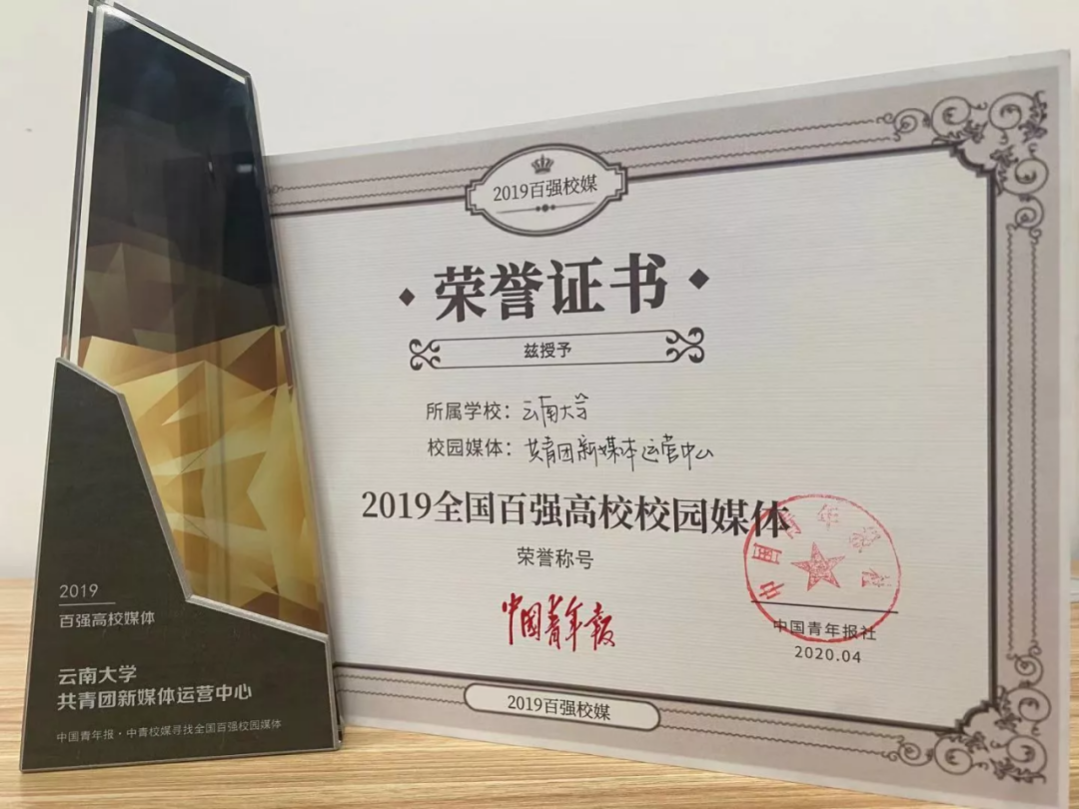 2019百强校媒
荣誉证书
兹授予
所属学校：云南大学
校园媒体：共青团新媒体运营中心
2019全国百强高校校园媒体
荣誉称号
中国青年报
中国青年报社
中国青年报社
2020.04
2019百强校媒
2019
百强高校媒体
云南大学
共青团新媒体运营中心
中国青年报·中青校媒寻找全国百强校园媒体